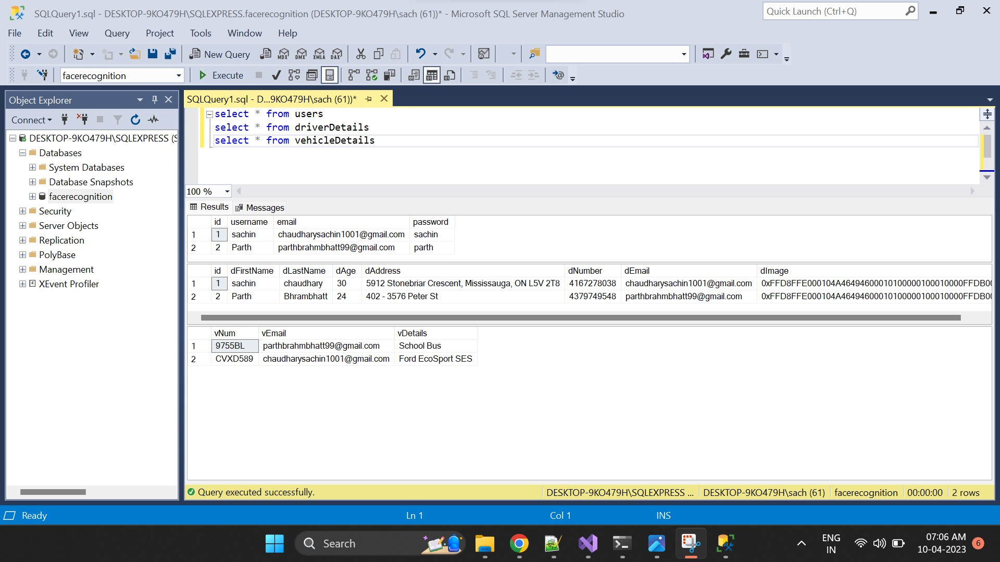 SQLQuery1.sql - DESKTOP-9KO479H\SQLEXPRESS.facerecognition (DESKTOP-9KO479H\sach (61))* - Microsoft SQL Server Management Studio
Quick Launch (Ctrl+Q)
File Edit View Query Project Tools Window Help
New Query MDX DMX XMLA DAX
facerecognition Execute
Object Explorer
SQLQuery1.sql - D...9KO479H\sach (61))*
Connect
DESKTOP-9KO479H\SQLEXPRESS (S
Databases
System Databases
Database Snapshots
facerecognition
Security
Server Objects
Replication
PolyBase
Management
XEvent Profiler
select * from users
select * from driverDetails
select * from vehicleDetails
100 %
Results Messages
id username email password
1 1 sachin chaudharysachin1001@gmail.com sachin
2 2 Parth parthbrahmbhatt99@gmail.com parth
id dFirstName dLastName dAge dAddress dNumber dEmail dImage
1 1 sachin chaudhary 30 5912 Stonebriar Crescent, Mississauga, ON L5V 2T8 4167278038 chaudharysachin1001@gmail.com 0xFFD8FFE000104A46494600010100000100010000FFDB00
2 2 Parth Bhrambhatt 24 402 - 3576 Peter St 4379749548 parthbrahmbhatt99@gmail.com 0xFFD8FFE000104A46494600010100000100010000FFDB00
vNum vEmail vDetails
1 9755BL parthbrahmbhatt99@gmail.com School Bus
2 CVXD589 chaudharysachin1001@gmail.com Ford EcoSport SES
Query executed successfully. DESKTOP-9KO479H\SQLEXPRESS ... DESKTOP-9KO479H\sach (61) facerecognition 00:00:00 2 rows
Ready Ln 1 Col 1 INS
Search
ENG
IN
07:06 AM
10-04-2023
6